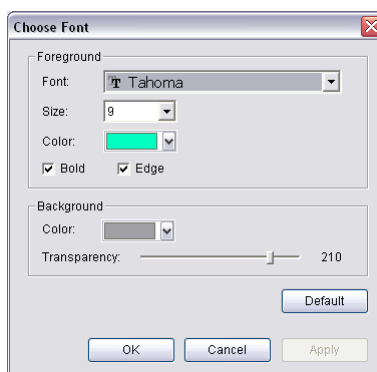 Choose Font
Foreground
Font: Tahoma
Size: 9
Color:
Bold Edge
Background
Color:
Transparency: 210
Default
OK Cancel Apply